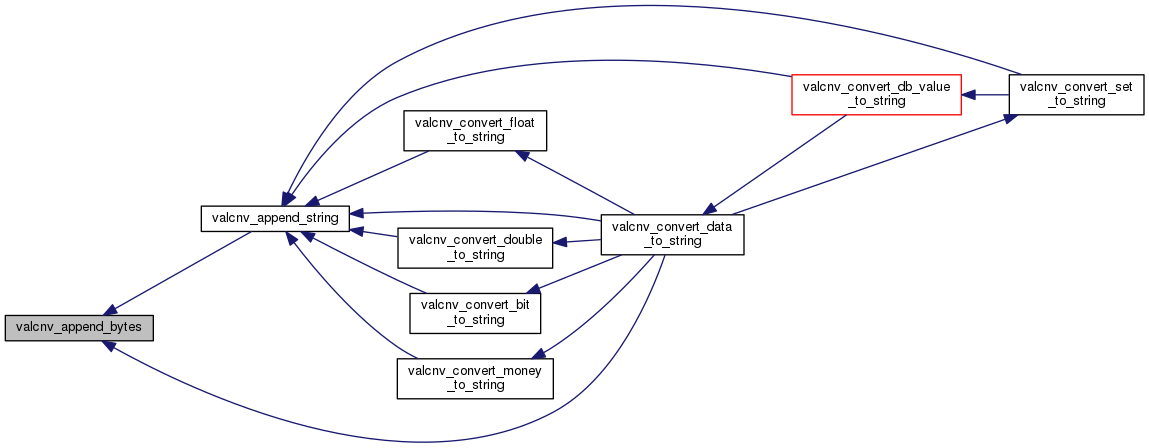 valcnv_convert_db_value
_to_string
valcnv_convert_set
_to_string
valcnv_convert_float
_to_string
valcnv_append_string
valcnv_convert_data
_to_string
valcnv_convert_double
_to_string
valcnv_convert_bit
_to_string
valcnv_append_bytes
valcnv_convert_money
_to_string